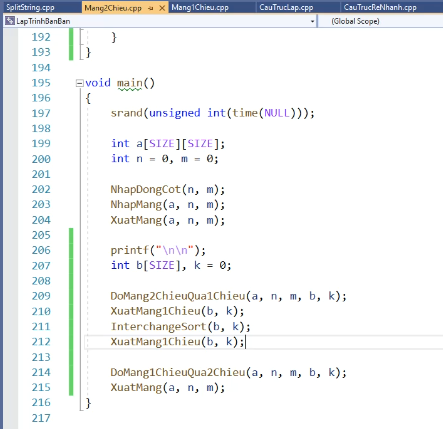 SplitString.cpp Mang2Chieu.cpp Mang1Chieu.cpp CauTrucLap.cpp CauTrucReNhanh.cpp
LapTrinhBanBan (Global Scope)
192 }
193 }
194
195 void main()
196 {
197 srand(unsigned int(time(NULL)));
198
199 int a[SIZE][SIZE];
200 int n = 0, m = 0;
201
202 NhapDongCot(n, m);
203 NhapMang(a, n, m);
204 XuatMang(a, n, m);
205
206 printf("\n\n");
207 int b[SIZE], k = 0;
208
209 DoMang2ChieuQua1Chieu(a, n, m, b, k);
210 XuatMang1Chieu(b, k);
211 InterchangeSort(b, k);
212 XuatMang1Chieu(b, k);
213
214 DoMang1ChieuQua2Chieu(a, n, m, b, k);
215 XuatMang(a, n, m);
216 }
217